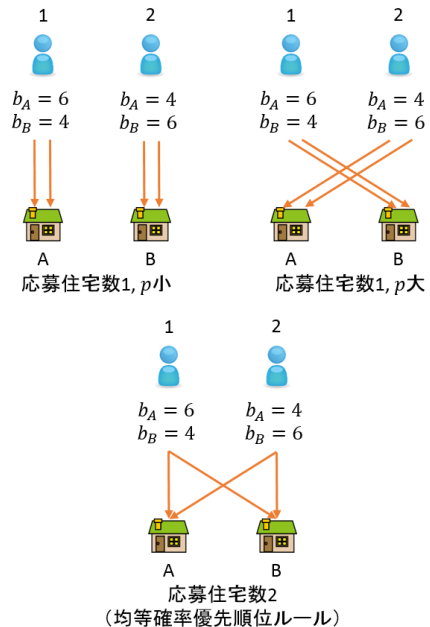 1
2
b_A = 6
b_B = 4
b_A = 4
b_B = 6
A
B
応募住宅数1, p小
1
2
b_A = 6
b_B = 4
b_A = 4
b_B = 6
A
B
応募住宅数1, p大
1
2
b_A = 6
b_B = 4
b_A = 4
b_B = 6
A
B
応募住宅数2
（均等確率優先順位ルール）